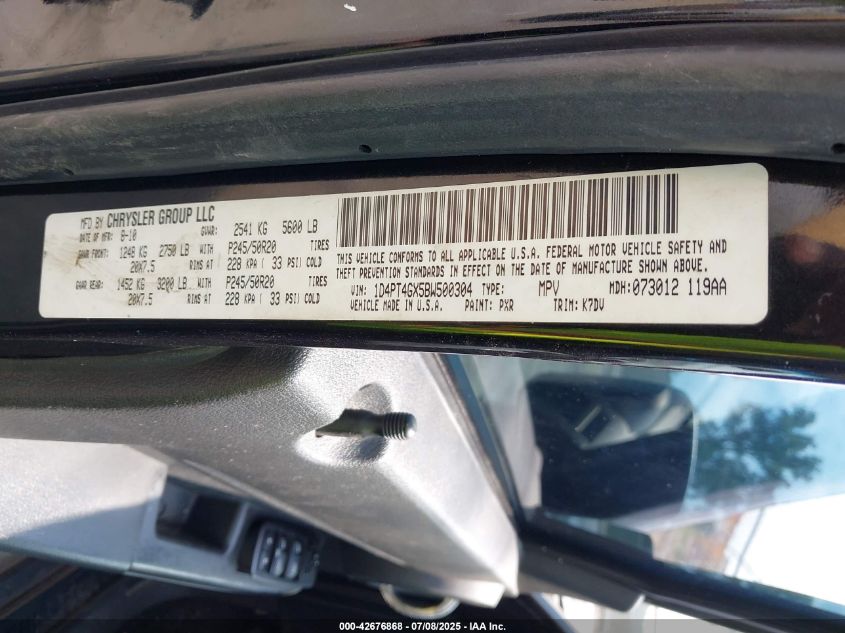 MFD BY CHRYSLER GROUP LLC
DATE OF MFR: 8-10 GVWR: 2541 KG 5600 LB
GAWR FRONT: 1248 KG 2750 LB WITH P245/50R20 TIRES
20X7.5 RIMS AT 228 KPA ( 33 PSI) COLD
GAWR REAR: 1452 KG 3200 LB WITH P245/50R20 TIRES
20X7.5 RIMS AT 228 KPA ( 33 PSI) COLD
THIS VEHICLE CONFORMS TO ALL APPLICABLE U.S.A. FEDERAL MOTOR VEHICLE SAFETY AND
THEFT PREVENTION STANDARDS IN EFFECT ON THE DATE OF MANUFACTURE SHOWN ABOVE.
VIN: 1D4PT4GX5BW500304 TYPE: MPV MDH: 073012 119AA
VEHICLE MADE IN U.S.A. PAINT: PXR TRIM: K7DV
000-42676868 - 07/08/2025 - IAA Inc.